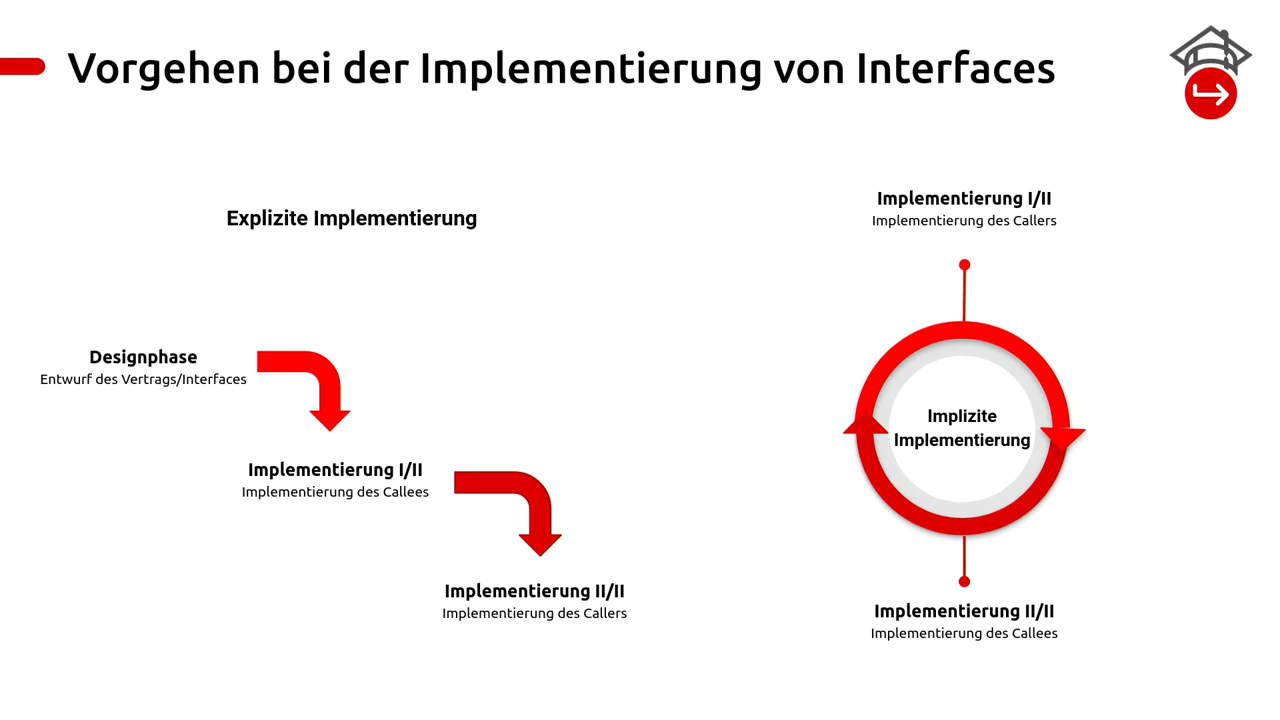 Vorgehen bei der Implementierung von Interfaces
Explizite Implementierung
Designphase
Entwurf des Vertrags/Interfaces
Implementierung I/II
Implementierung des Callees
Implementierung II/II
Implementierung des Callers
Implementierung I/II
Implementierung des Callers
Implizite
Implementierung
Implementierung II/II
Implementierung des Callees